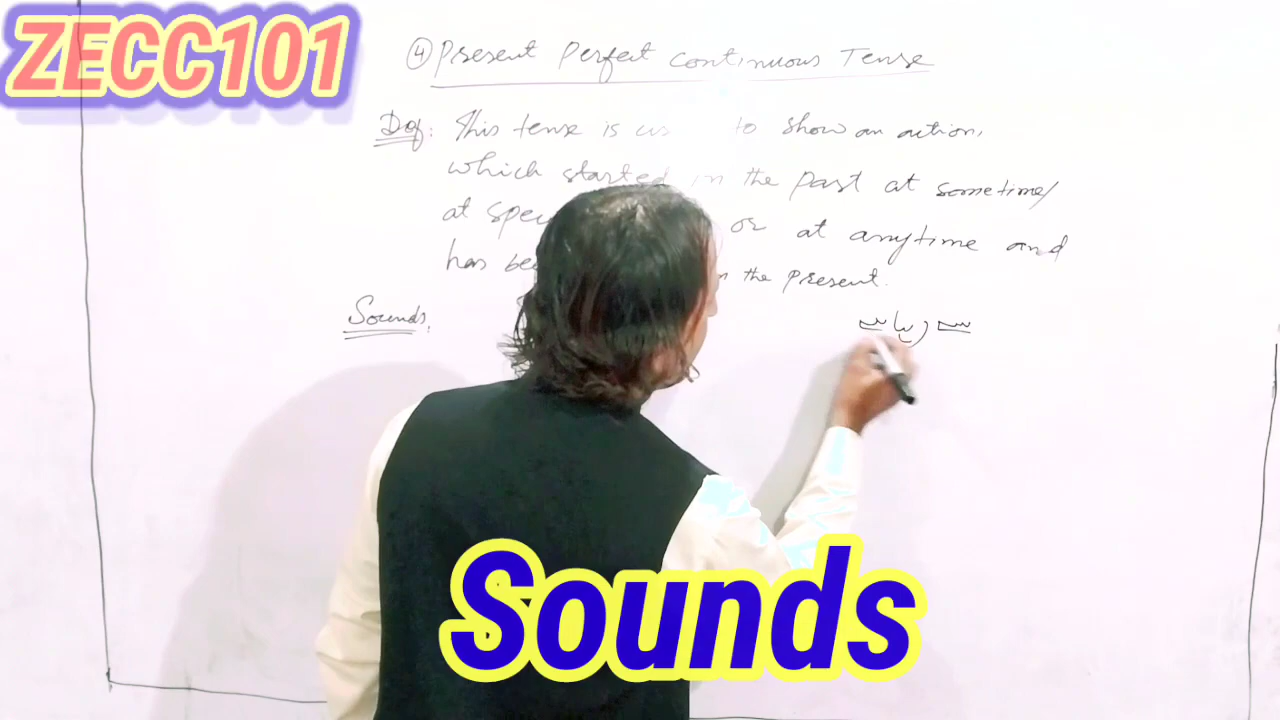 ZECC101
④ Present Perfect Continuous Tense
Def: This tense is us to show an action,
which started in the past at sometime/
at spec or at anytime and
has bee in the present.
Sounds,
Sounds